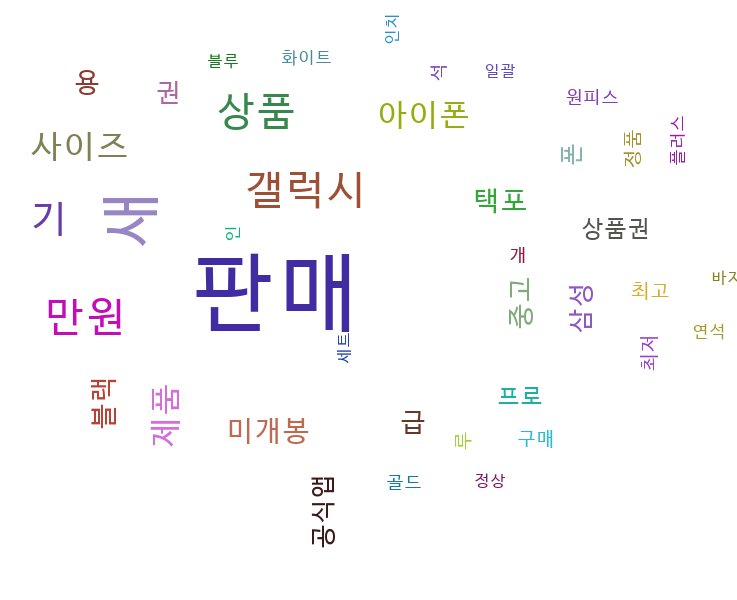 인치
블루
화이트
석
일괄
용
권
상품
아이폰
원피스
사이즈
폰
정품
플러스
갤럭시
택포
기
새
인
상품권
판매
개
만원
중고
삼성
최고
바지
세트
최저
연석
블랙
제품
미개봉
급
프로
루
구매
공식앱
골드
정상